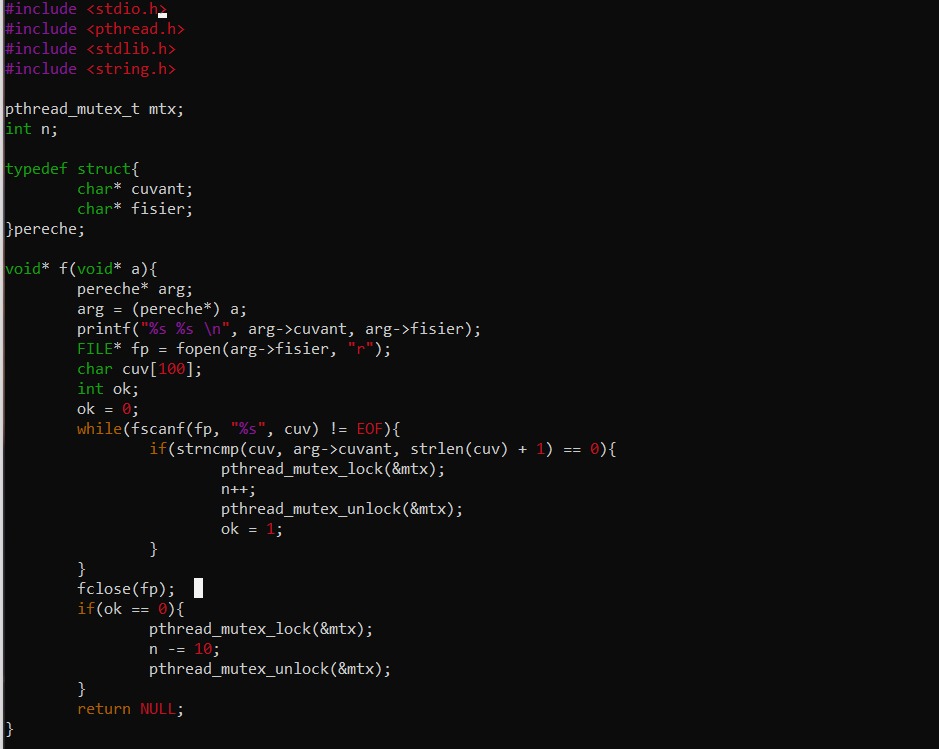 #include <stdio.h>
#include <pthread.h>
#include <stdlib.h>
#include <string.h>

pthread_mutex_t mtx;
int n;

typedef struct{
        char* cuvant;
        char* fisier;
}pereche;

void* f(void* a){
        pereche* arg;
        arg = (pereche*) a;
        printf("%s %s \n", arg->cuvant, arg->fisier);
        FILE* fp = fopen(arg->fisier, "r");
        char cuv[100];
        int ok;
        ok = 0;
        while(fscanf(fp, "%s", cuv) != EOF){
                if(strncmp(cuv, arg->cuvant, strlen(cuv) + 1) == 0){
                        pthread_mutex_lock(&mtx);
                        n++;
                        pthread_mutex_unlock(&mtx);
                        ok = 1;
                }
        }
        fclose(fp);
        if(ok == 0){
                pthread_mutex_lock(&mtx);
                n -= 10;
                pthread_mutex_unlock(&mtx);
        }
        return NULL;
}